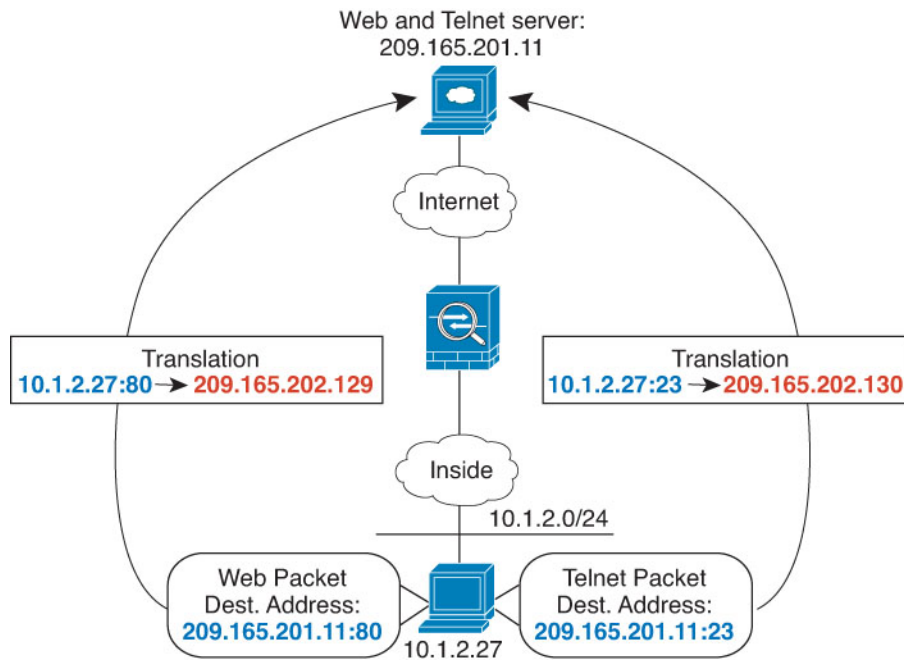 Web and Telnet server:
209.165.201.11
Internet
Translation
10.1.2.27:80 209.165.202.129
Translation
10.1.2.27:23 209.165.202.130
Inside
10.1.2.0/24
Web Packet
Dest. Address:
209.165.201.11:80
Telnet Packet
Dest. Address:
209.165.201.11:23
10.1.2.27